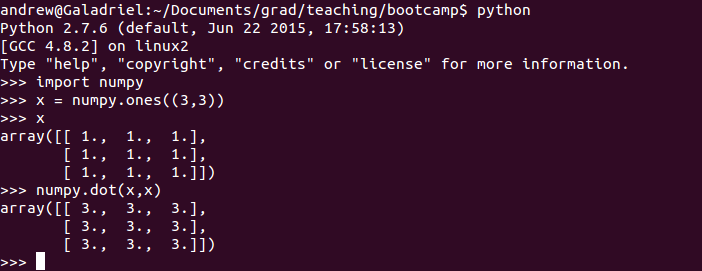 andrew@Galadriel:~/Documents/grad/teaching/bootcamp$ python
Python 2.7.6 (default, Jun 22 2015, 17:58:13)
[GCC 4.8.2] on linux2
Type "help", "copyright", "credits" or "license" for more information.
>>> import numpy
>>> x = numpy.ones((3,3))
>>> x
array([[ 1.,  1.,  1.],
       [ 1.,  1.,  1.],
       [ 1.,  1.,  1.]])
>>> numpy.dot(x,x)
array([[ 3.,  3.,  3.],
       [ 3.,  3.,  3.],
       [ 3.,  3.,  3.]])
>>>